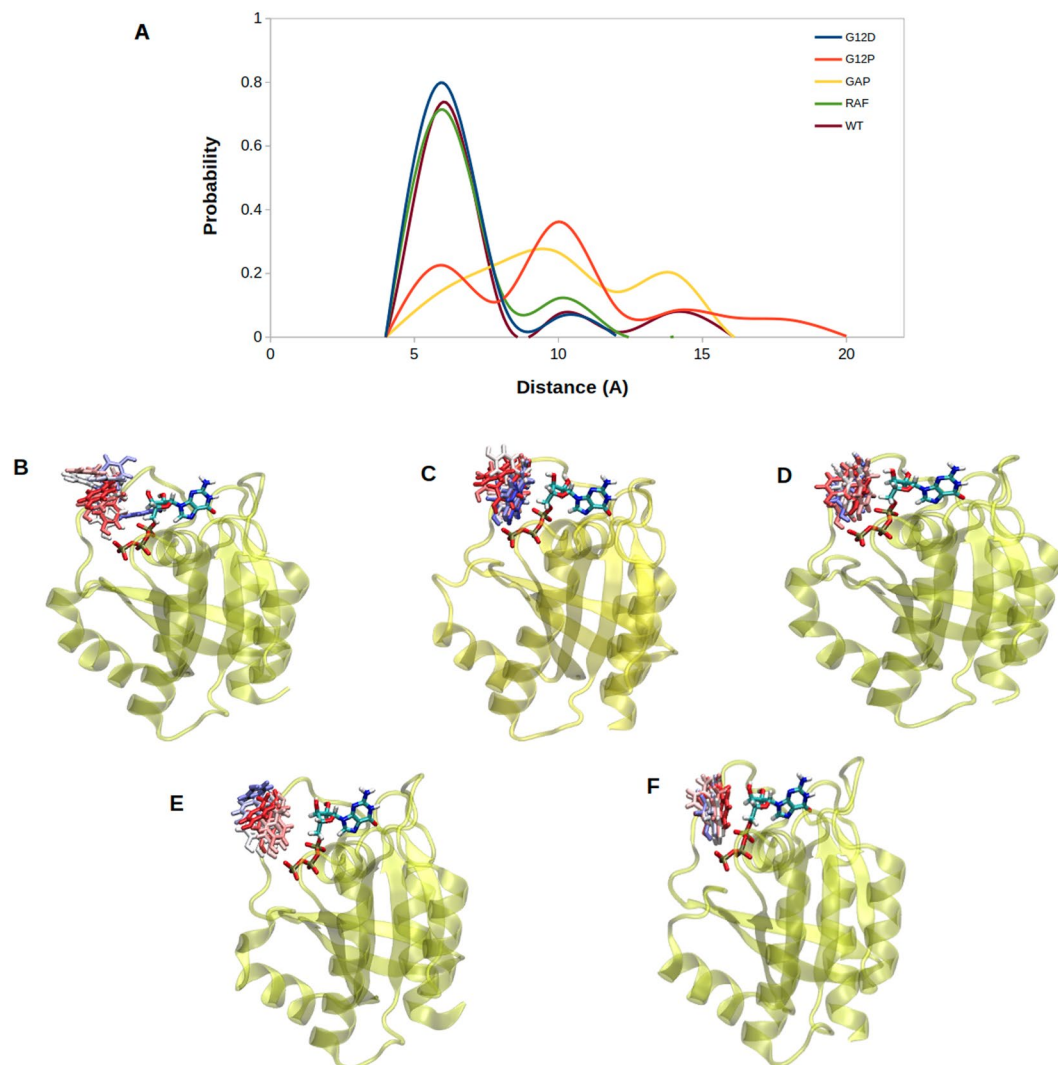 A
1
0.8
0.6
0.4
0.2
0
Probability
0 5 10 15 20
Distance (A)
G12D
G12P
GAP
RAF
WT
B
C
D
E
F